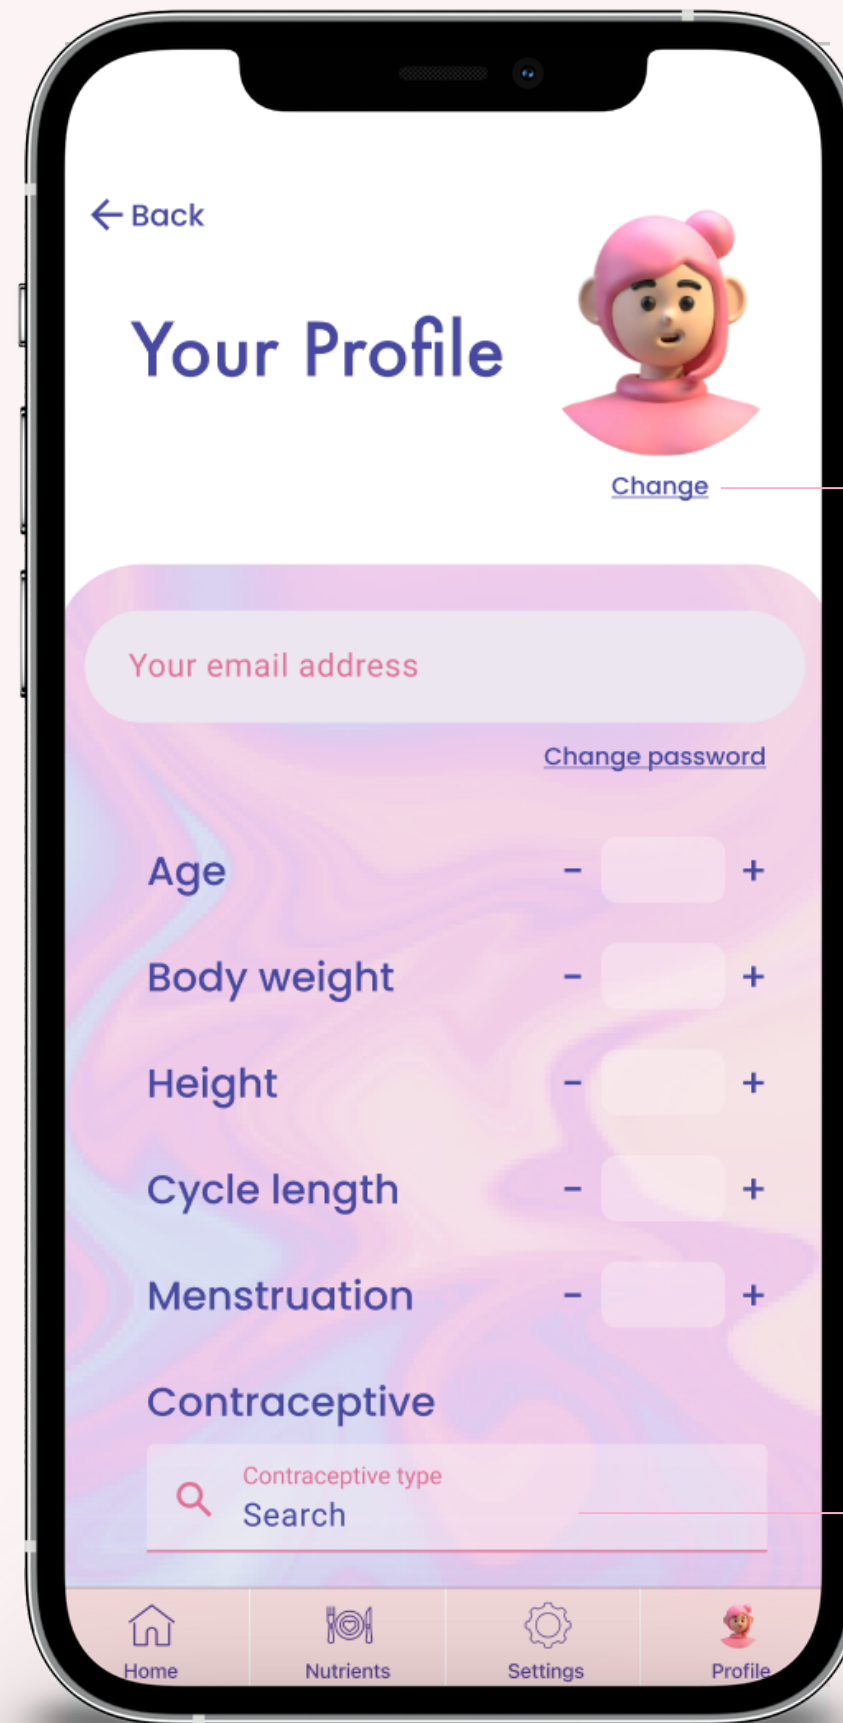 ← Back
Your Profile
Change
Your email address
Change password
Age - +
Body weight - +
Height - +
Cycle length - +
Menstruation - +
Contraceptive
Contraceptive type
Search
Home Nutrients Settings Profile